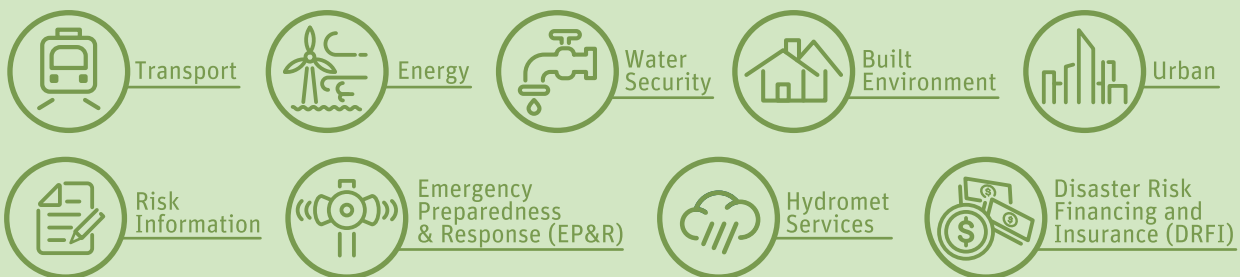 Transport
Energy
Water
Security
Built
Environment
Urban
Risk
Information
Emergency
Preparedness
& Response (EP&R)
Hydromet
Services
$
$
$
Disaster Risk
Financing and
Insurance (DRFI)